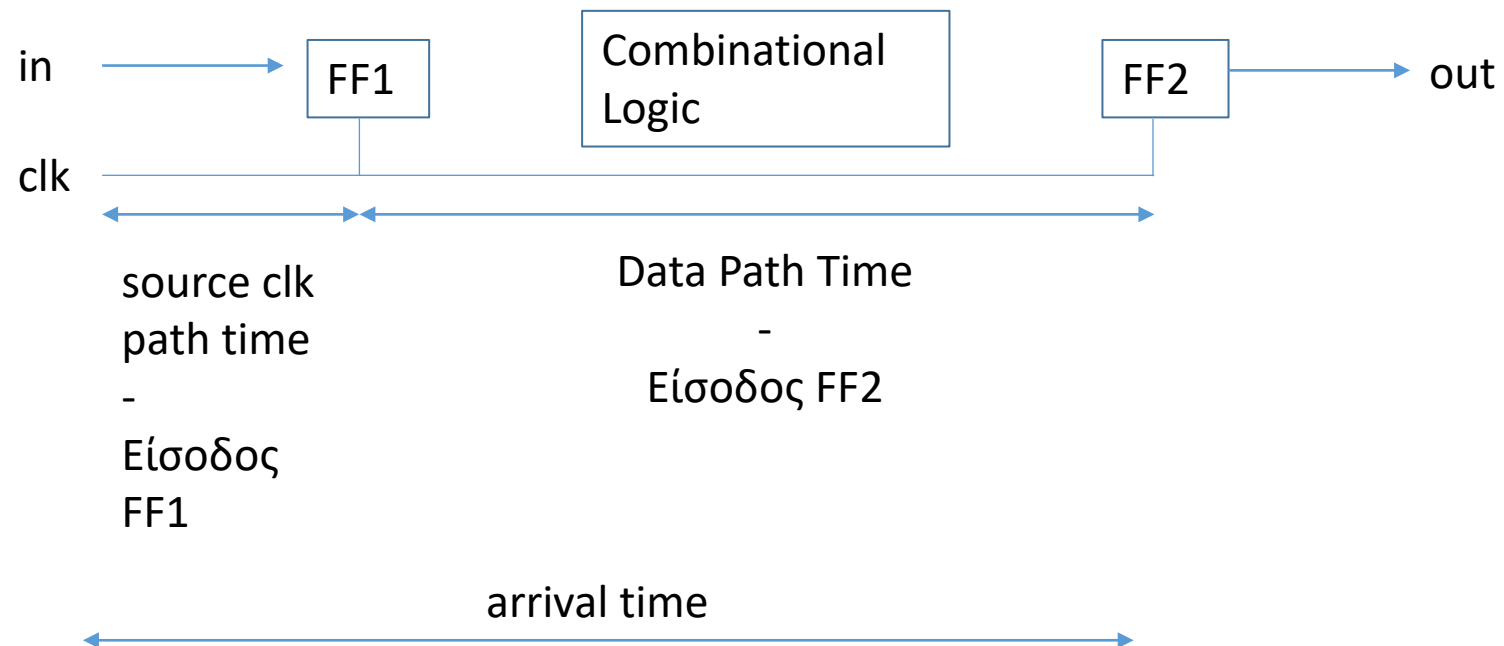 in
FF1
Combinational
Logic
FF2
out
clk
source clk
path time
-
Είσοδος
FF1
Data Path Time
-
Είσοδος FF2
arrival time